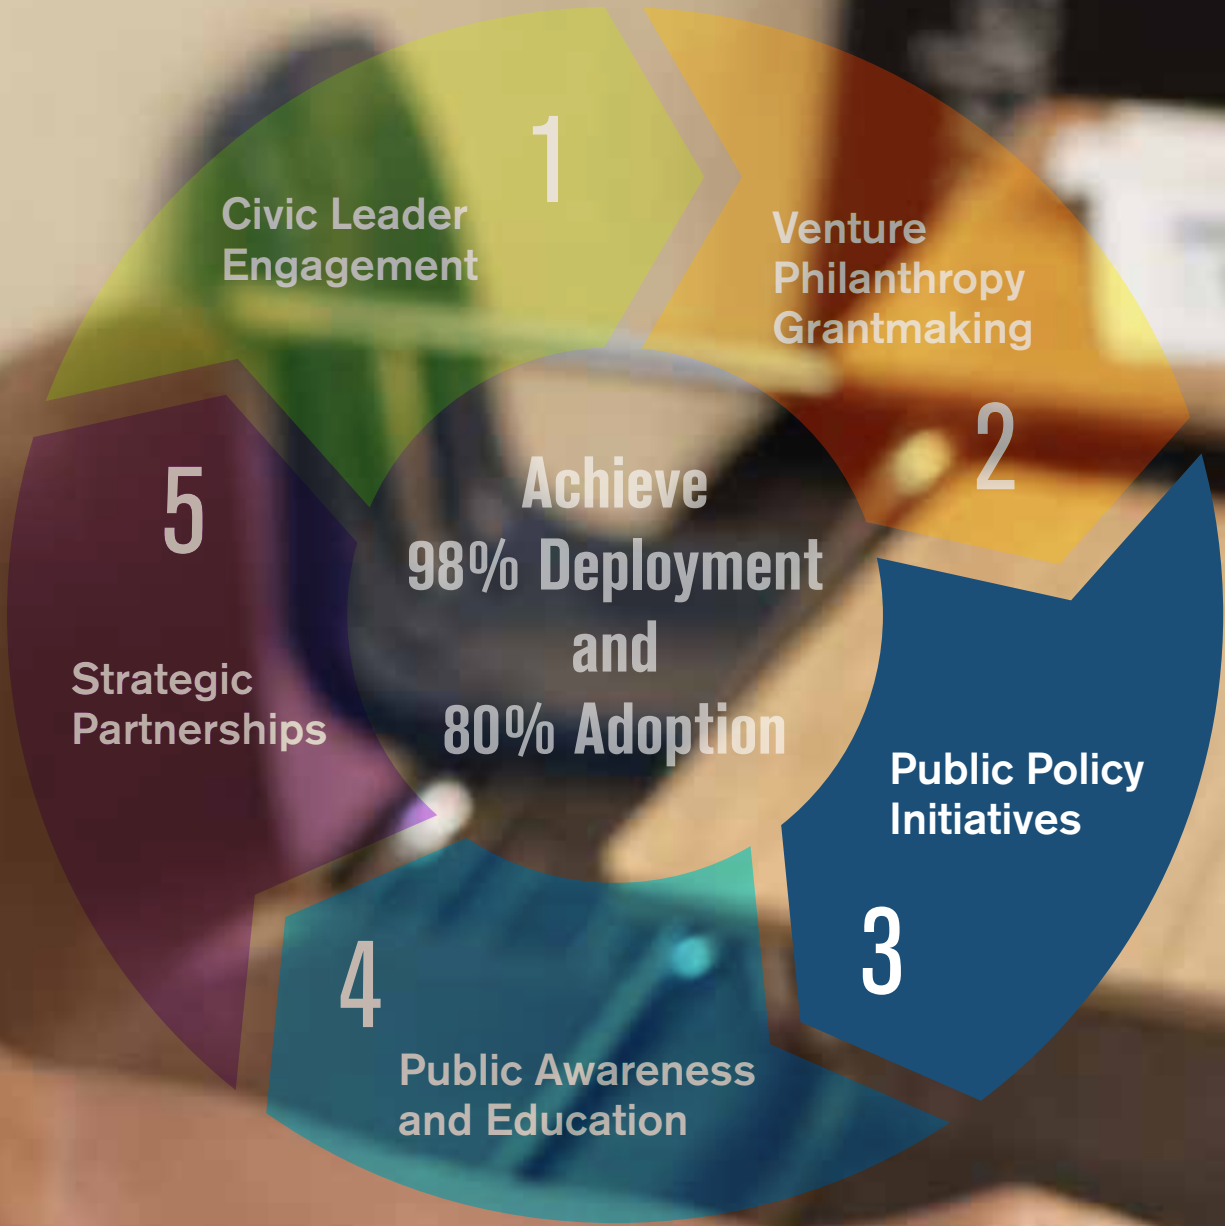 1
Civic Leader
Engagement
Venture
Philanthropy
Grantmaking
2
Public Policy
Initiatives
3
4
Public Awareness
and Education
5
Strategic
Partnerships
Achieve
98% Deployment
and
80% Adoption